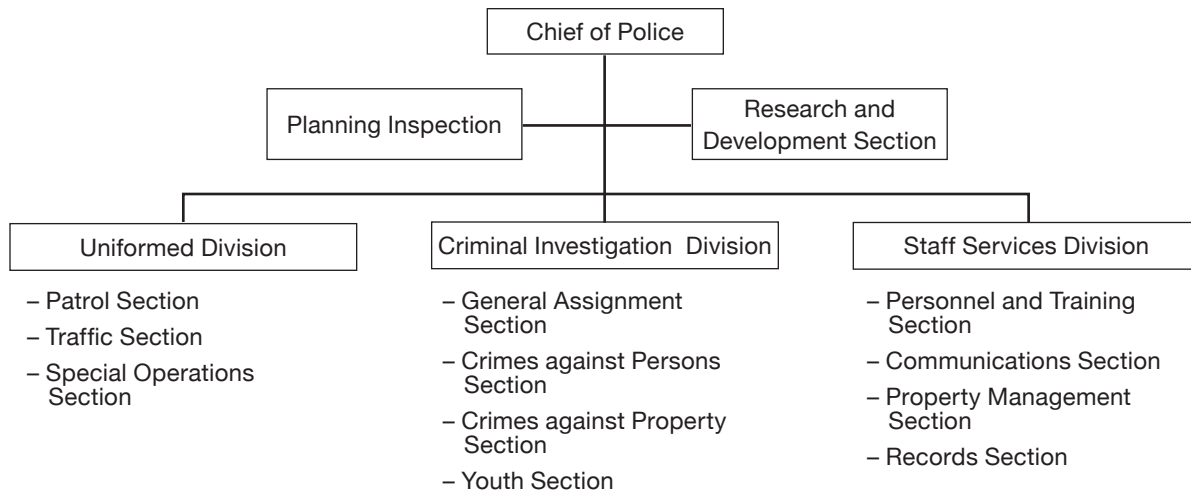 Chief of Police
Planning Inspection
Research and
Development Section
Uniformed Division
– Patrol Section
– Traffic Section
– Special Operations
Section
Criminal Investigation Division
– General Assignment
Section
– Crimes against Persons
Section
– Crimes against Property
Section
– Youth Section
Staff Services Division
– Personnel and Training
Section
– Communications Section
– Property Management
Section
– Records Section